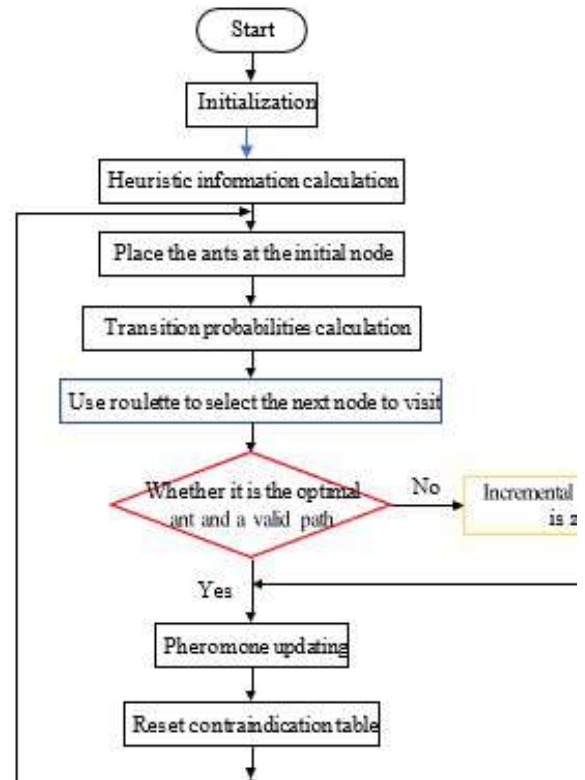 Start
Initialization
Heuristic information calculation
Place the ants at the initial node
Transition probabilities calculation
Use roulette to select the next node to visit
Whether it is the optimal
ant and a valid path
No
Incremental
is
Yes
Pheromone updating
Reset contraindication table